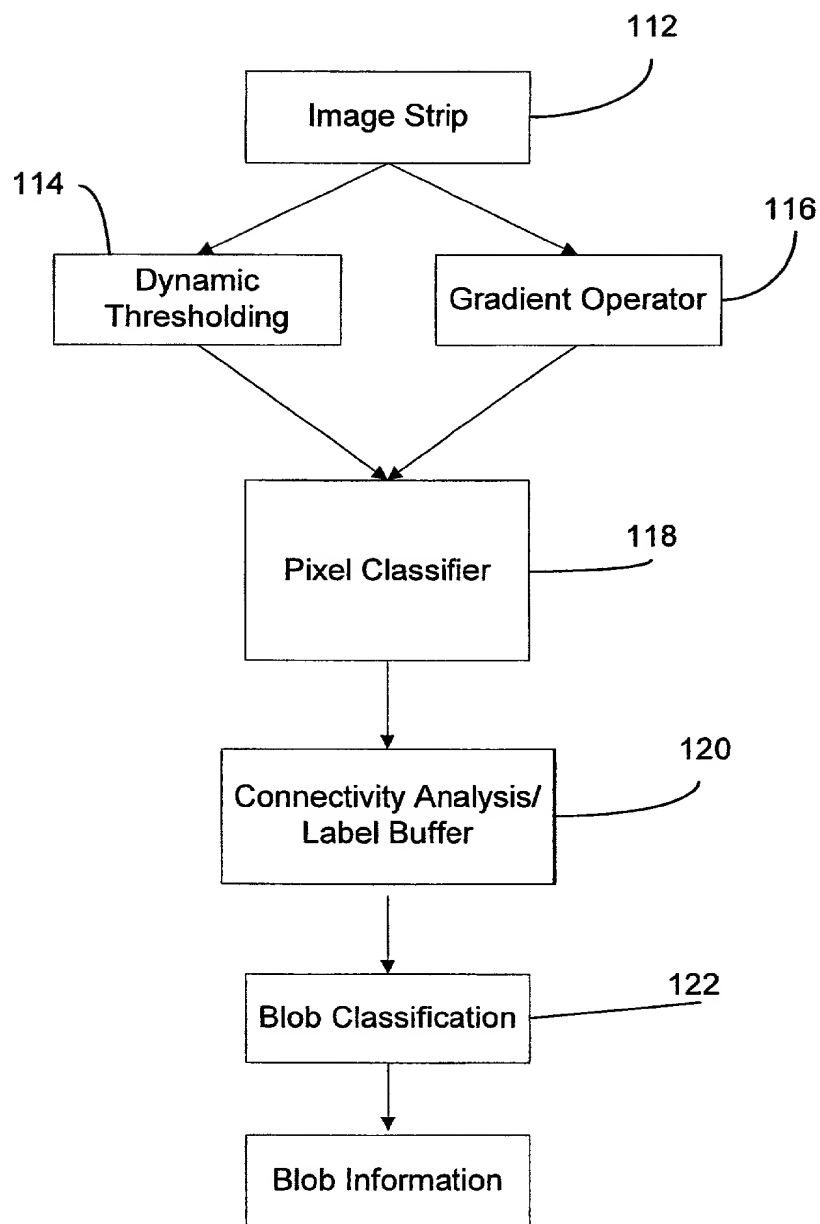 112
Image Strip
114
116
Dynamic
Thresholding
Gradient Operator
118
Pixel Classifier
120
Connectivity Analysis/
Label Buffer
122
Blob Classification
Blob Information